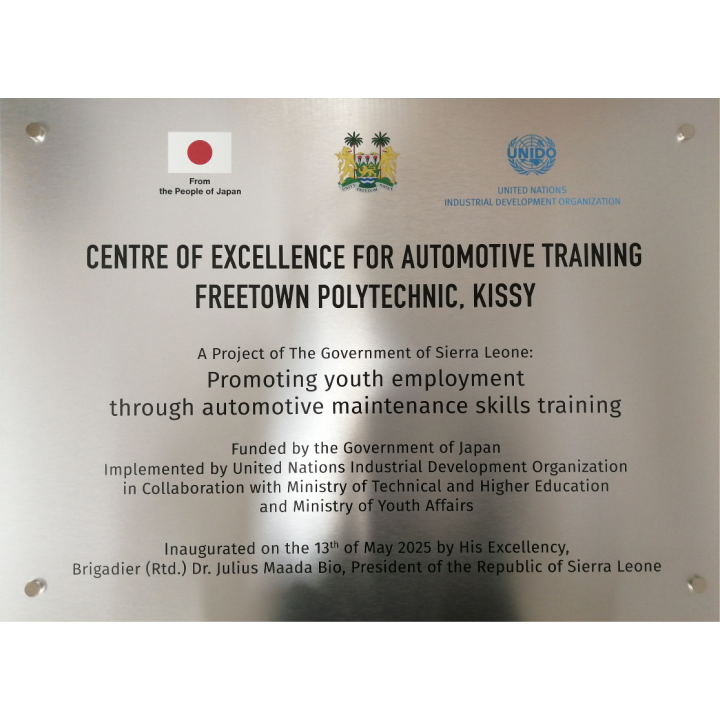 From
the People of Japan
UNIDO
UNITED NATIONS
INDUSTRIAL DEVELOPMENT ORGANIZATION
CENTRE OF EXCELLENCE FOR AUTOMOTIVE TRAINING
FREETOWN POLYTECHNIC, KISSY
A Project of The Government of Sierra Leone:
Promoting youth employment
through automotive maintenance skills training
Funded by the Government of Japan
Implemented by United Nations Industrial Development Organization
in Collaboration with Ministry of Technical and Higher Education
and Ministry of Youth Affairs
Inaugurated on the 13th of May 2025 by His Excellency,
Brigadier (Rtd.) Dr. Julius Maada Bio, President of the Republic of Sierra Leone